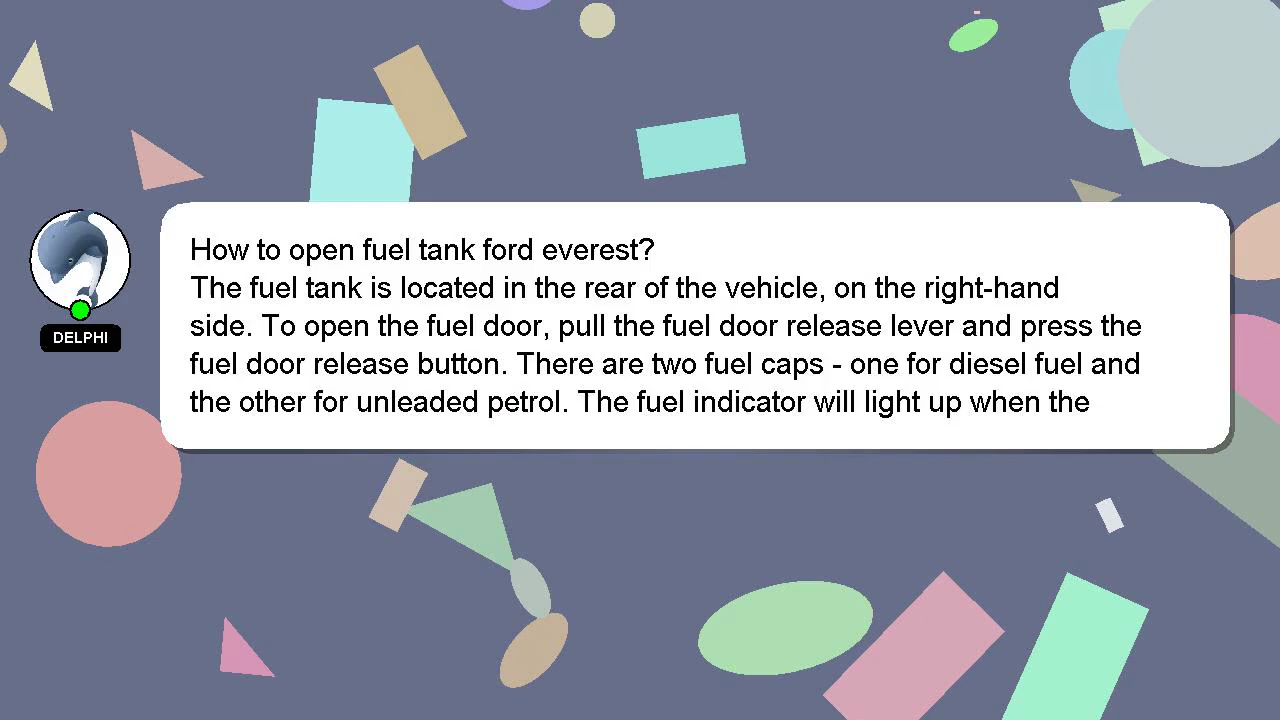 How to open fuel tank ford everest?
The fuel tank is located in the rear of the vehicle, on the right-hand
side. To open the fuel door, pull the fuel door release lever and press the
fuel door release button. There are two fuel caps - one for diesel fuel and
the other for unleaded petrol. The fuel indicator will light up when the
DELPHI